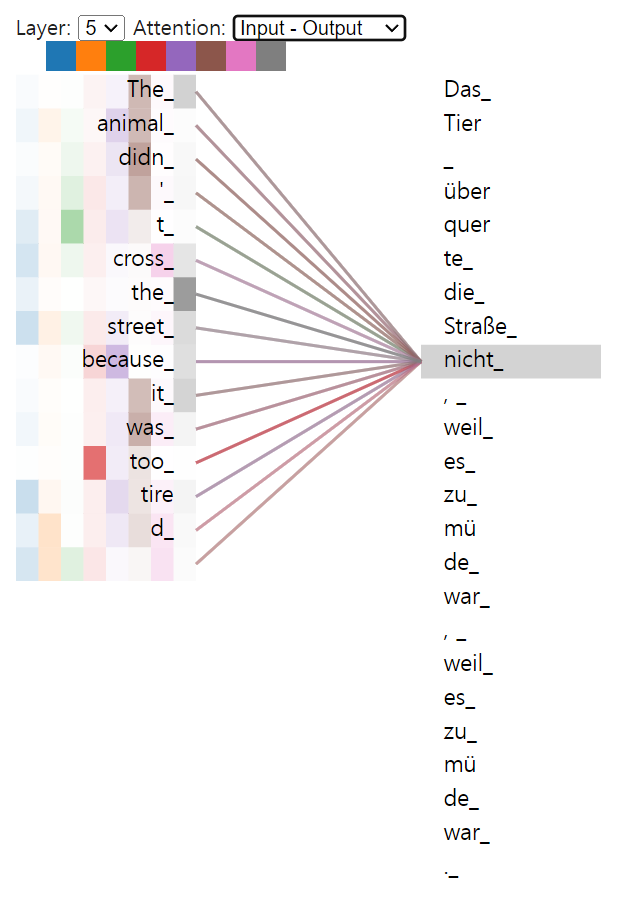 Layer: 5 Attention: Input - Output
The_ Das_
animal_ Tier
didn_ _
'_ über
t_ quer
cross_ te_
the_ die_
street_ Straße_
because_ nicht_
it_ , _
was_ weil_
too_ es_
tire zu_
d_ mü
de_
war_
, _
weil_
es_
zu_
mü
de_
war_
._